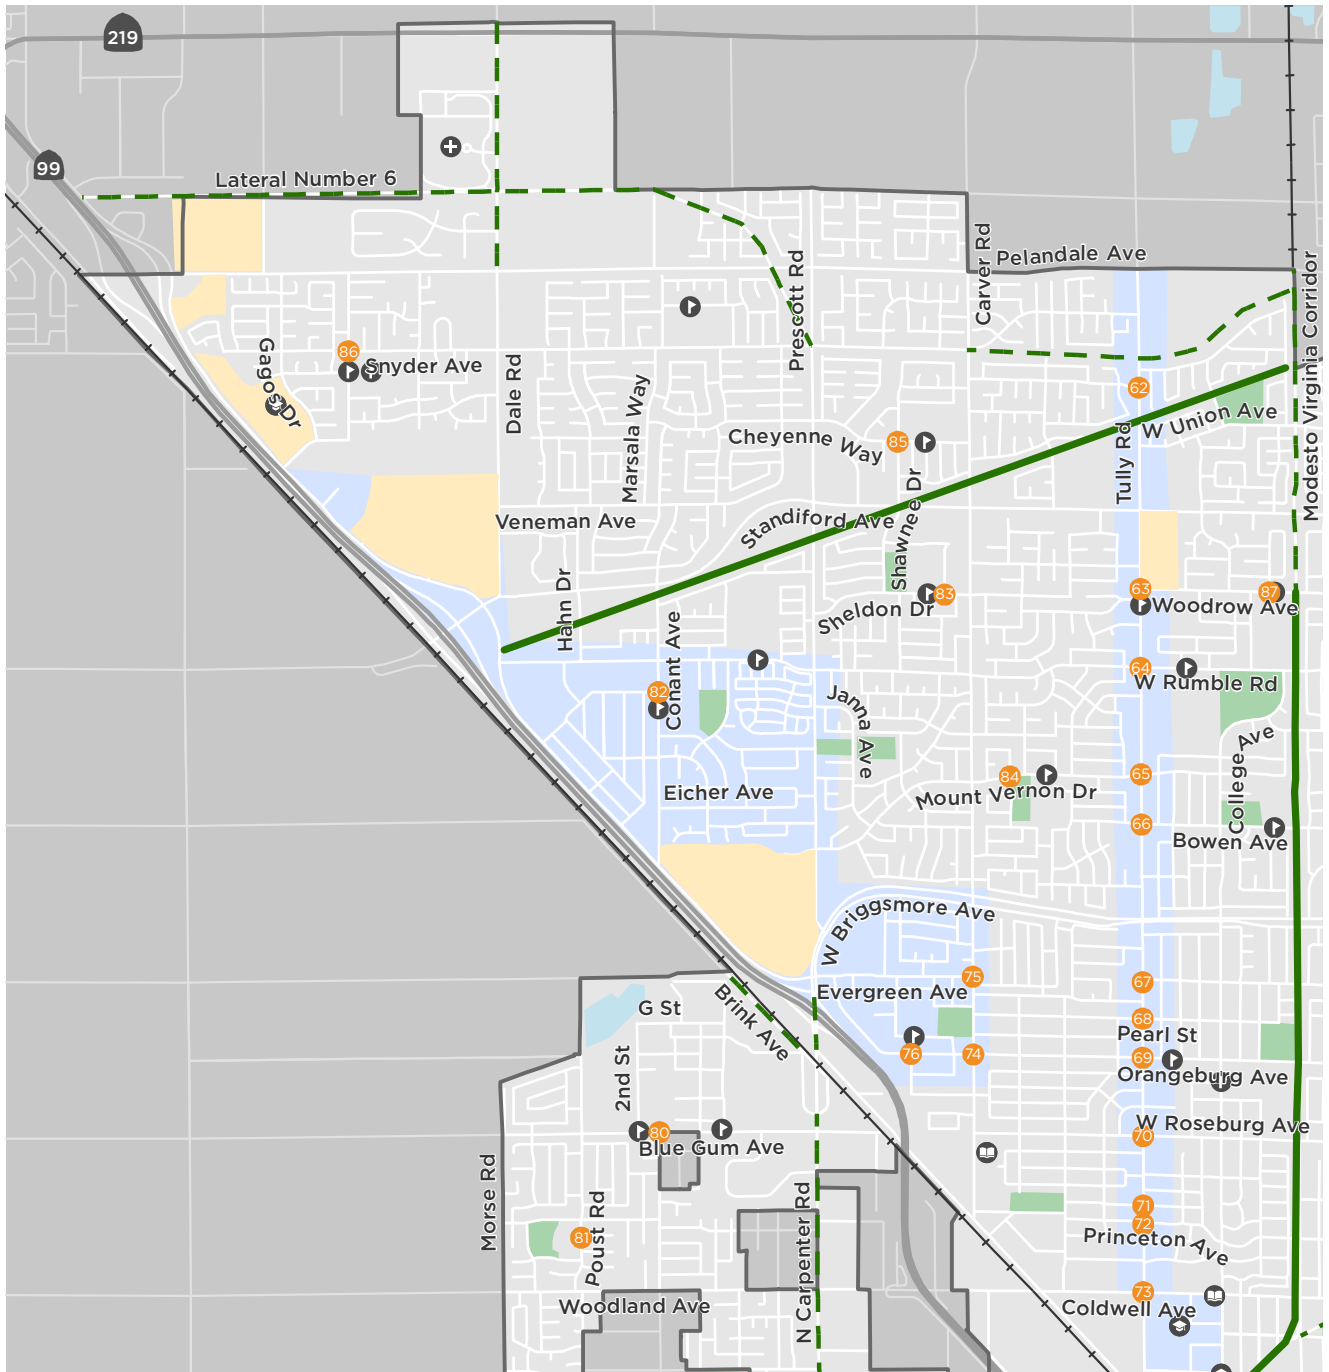 219
99
Lateral Number 6
Pelandale Ave
Carver Rd
Prescott Rd
Modesto Virginia Corridor
86
Snyder Ave
Gagos Dr
Dale Rd
Marsala Way
62
W Union Ave
Tully Rd
Cheyenne Way
85
Shawnee Dr
Standiford Ave
Veneman Ave
Hahn Dr
Conant Ave
Sheldon Dr
83
63
87
Woodrow Ave
64
W Rumble Rd
82
Janna Ave
College Ave
Eicher Ave
84
Mount Vernon Dr
65
66
Bowen Ave
W Briggsmore Ave
Evergreen Ave
75
67
G St
Brink Ave
68
Pearl St
76
74
69
Orangeburg Ave
2nd St
80
Blue Gum Ave
W Roseburg Ave
70
Morse Rd
Poust Rd
81
N Carpenter Rd
71
72
Princeton Ave
73
Woodland Ave
Coldwell Ave